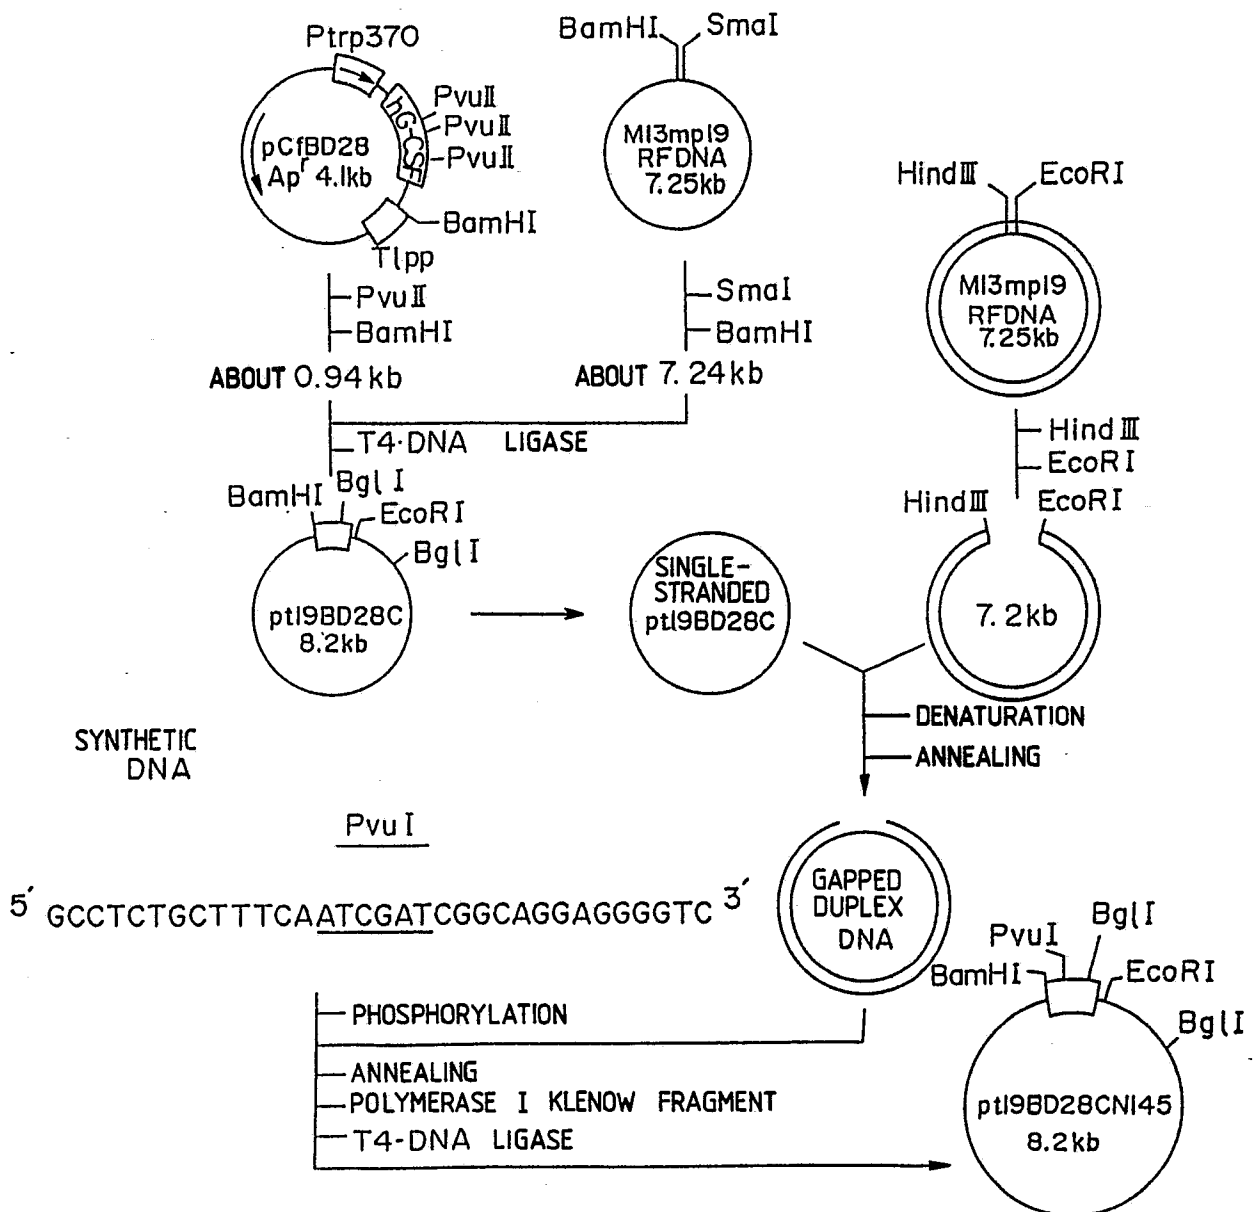 Ptrp370
hG-CSF
PvuII
PvuII
PvuII
pCfBD28
Apr 4.1kb
BamHI
Tlpp
PvuII
BamHI
ABOUT 0.94kb
BamHI SmaI
M13mp19
RFDNA
7.25kb
SmaI
BamHI
ABOUT 7.24kb
HindIII EcoRI
M13mp19
RFDNA
7.25kb
HindIII
EcoRI
HindIII EcoRI
7.2kb
T4·DNA LIGASE
BamHI BglI
EcoRI
BglI
pt19BD28C
8.2kb
SINGLE-
STRANDED
pt19BD28C
DENATURATION
ANNEALING
SYNTHETIC
DNA
PvuI
5′ GCCTCTGCTTTCAATCGATCGGCAGGAGGGGTC 3′
GAPPED
DUPLEX
DNA
PHOSPHORYLATION
ANNEALING
POLYMERASE I KLENOW FRAGMENT
T4-DNA LIGASE
PvuI BglI
BamHI EcoRI
BglI
pt19BD28CN145
8.2kb